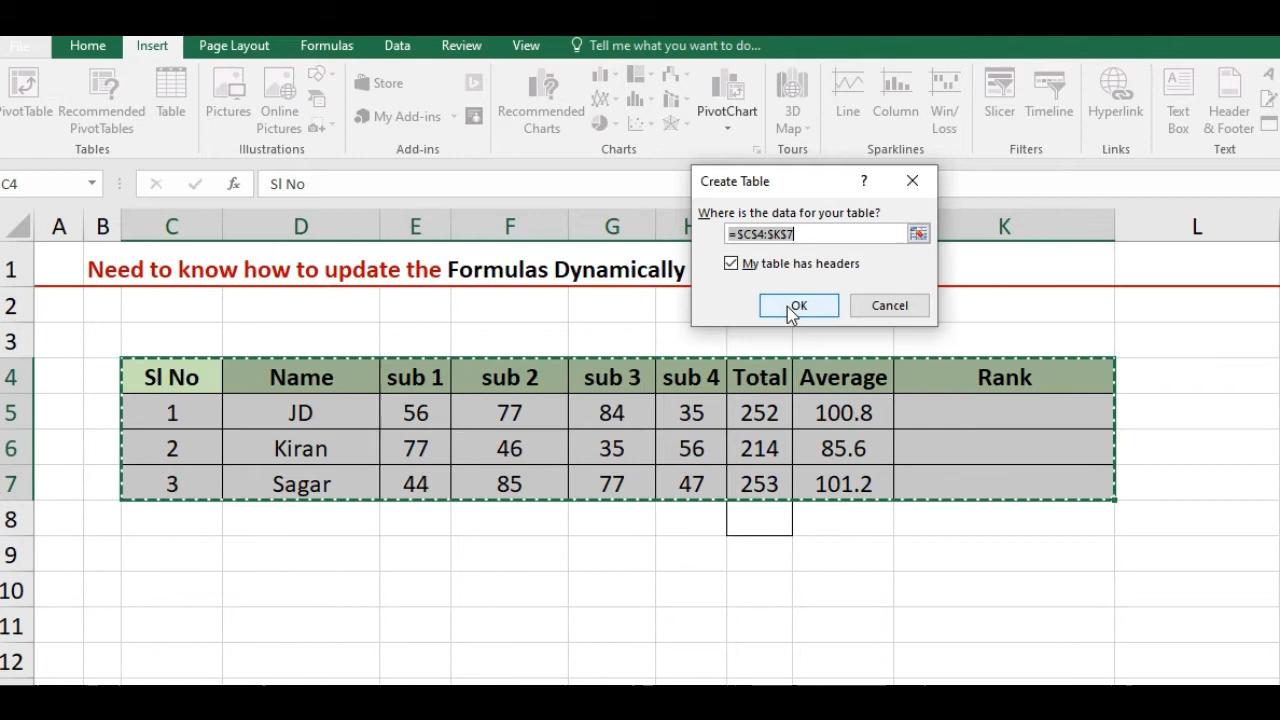 File Home Insert Page Layout Formulas Data Review View Tell me what you want to do...
PivotTable Recommended PivotTables Table Pictures Online Pictures Store My Add-ins Recommended Charts PivotChart 3D Map Line Column Win/Loss Slicer Timeline Hyperlink Text Box Header & Footer
Tables Illustrations Add-ins Charts Tours Sparklines Filters Links Text
C4 fx Sl No
Create Table ?
Where is the data for your table?
=$C$4:$K$7
My table has headers
OK Cancel
A B C D E F G H K L
1 Need to know how to update the Formulas Dynamically
2
3
4 Sl No Name sub 1 sub 2 sub 3 sub 4 Total Average Rank
5 1 JD 56 77 84 35 252 100.8
6 2 Kiran 77 46 35 56 214 85.6
7 3 Sagar 44 85 77 47 253 101.2
8
9
10
11
12